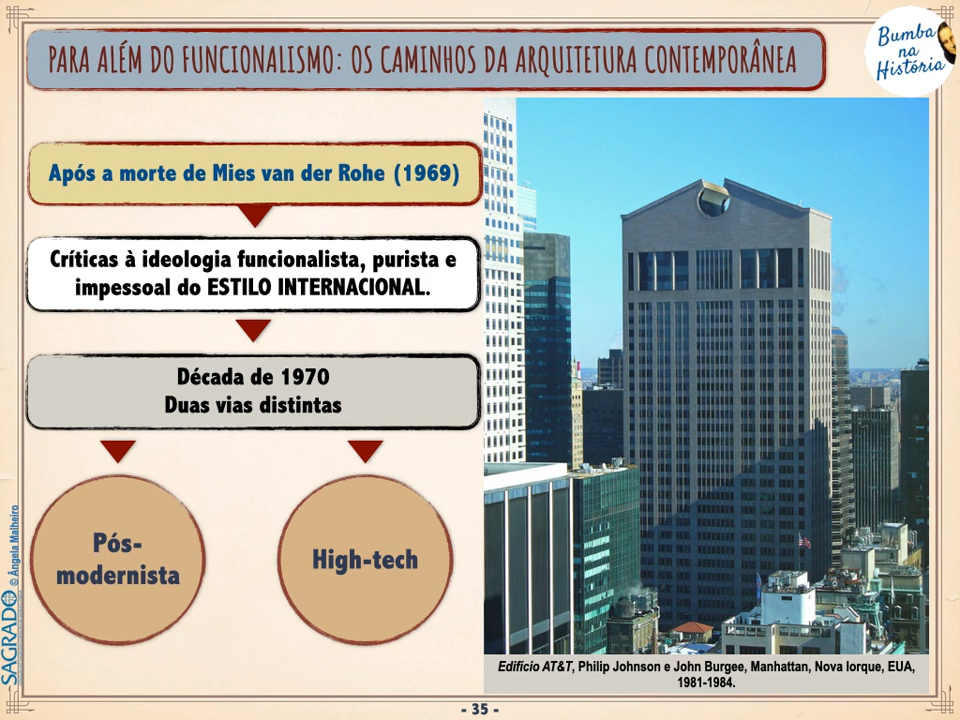 PARA ALÉM DO FUNCIONALISMO: OS CAMINHOS DA ARQUITETURA CONTEMPORÂNEA
Bumba
na
História
Após a morte de Mies van der Rohe (1969)
Críticas à ideologia funcionalista, purista e
impessoal do ESTILO INTERNACIONAL.
Década de 1970
Duas vias distintas
Pós-
modernista
High-tech
SAGRADO © Ângela Malheiro
Edifício AT&T, Philip Johnson e John Burgee, Manhattan, Nova Iorque, EUA,
1981-1984.
- 35 -